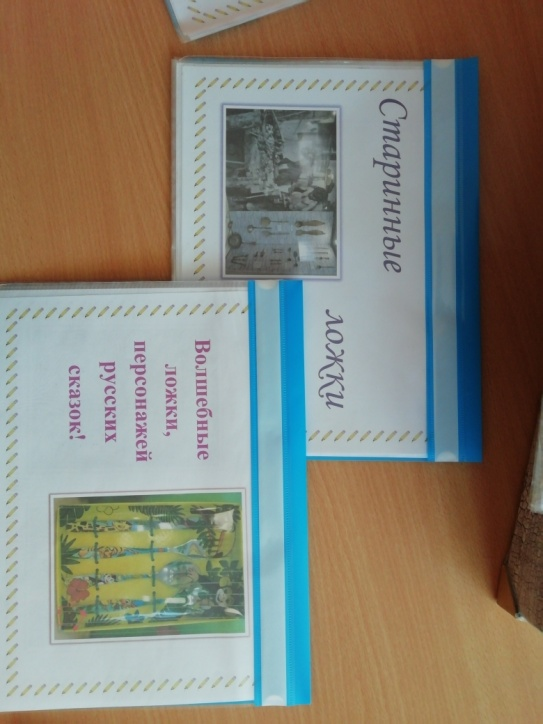 Старинные
ложки
Волшебные
ложки,
персонажей
русских
сказок!